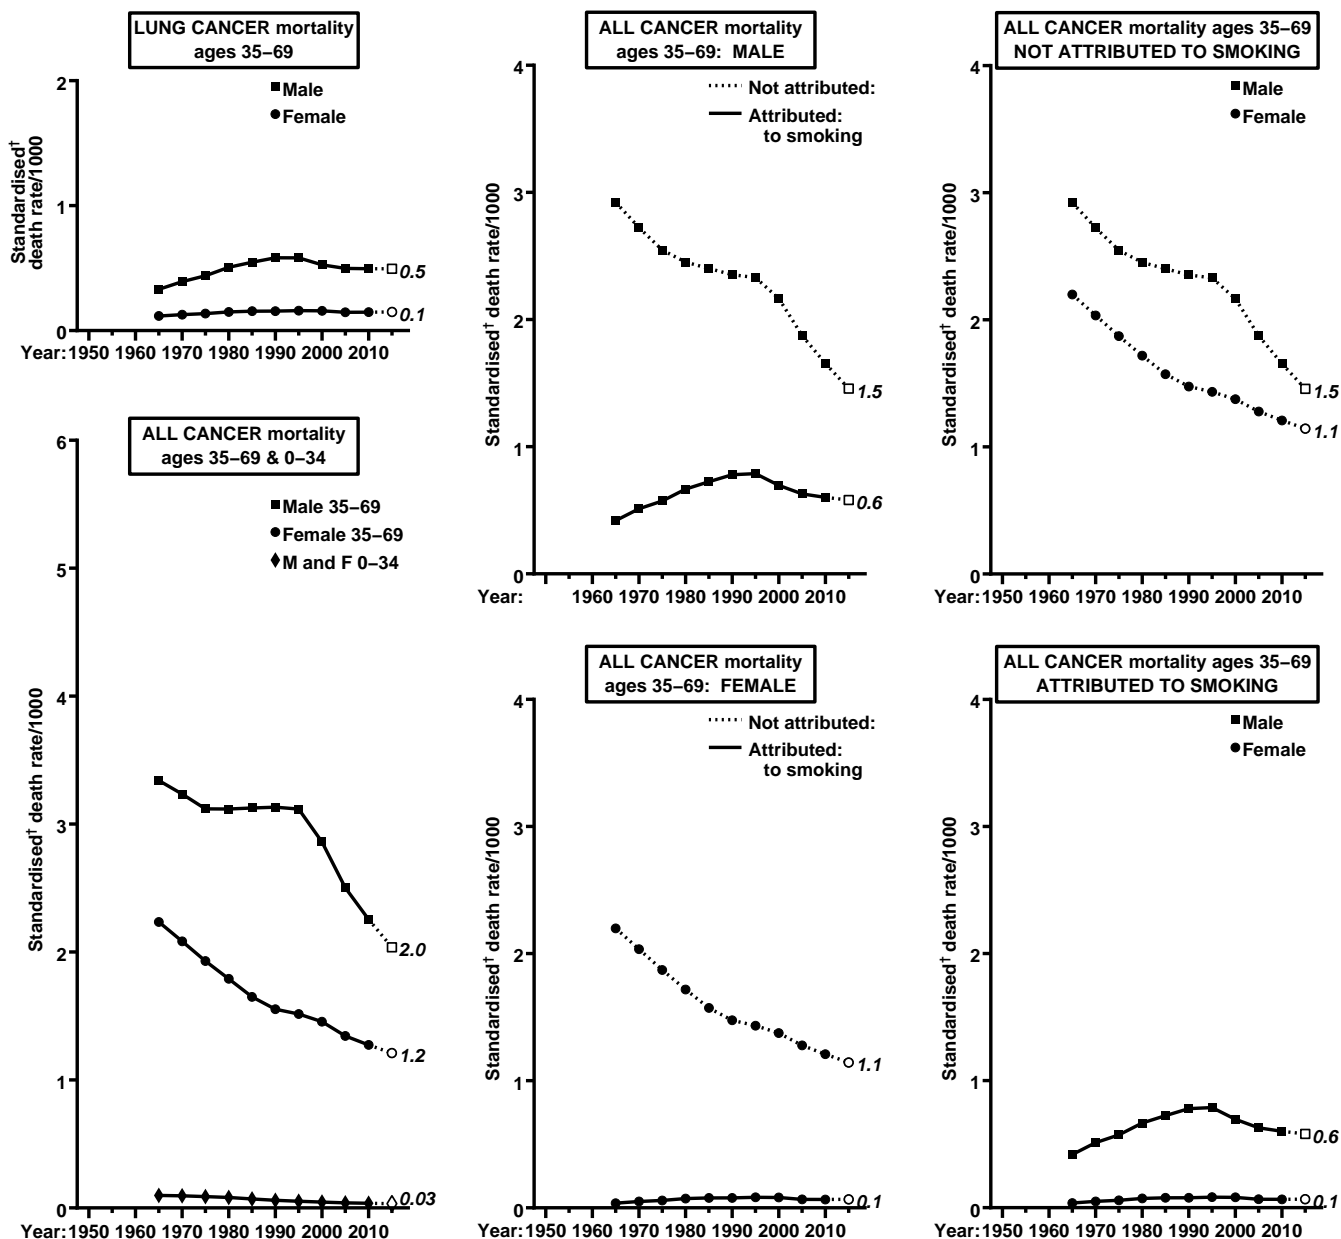 LUNG CANCER mortality
ages 35–69
2
Male
Female
Standardised†
death rate/1000
1
0.5
0.1
0
Year: 1950 1960 1970 1980 1990 2000 2010
ALL CANCER mortality
ages 35–69 & 0–34
6
Male 35–69
Female 35–69
M and F 0–34
5
4
Standardised† death rate/1000
3
2
2.0
1.2
1
0.03
0
Year: 1950 1960 1970 1980 1990 2000 2010
ALL CANCER mortality
ages 35–69: MALE
4
Not attributed:
Attributed:
to smoking
3
Standardised† death rate/1000
2
1.5
1
0.6
0
Year: 1960 1970 1980 1990 2000 2010
ALL CANCER mortality
ages 35–69: FEMALE
4
Not attributed:
Attributed:
to smoking
3
Standardised† death rate/1000
2
1.1
1
0.1
0
Year: 1950 1960 1970 1980 1990 2000 2010
ALL CANCER mortality ages 35–69
NOT ATTRIBUTED TO SMOKING
4
Male
Female
3
Standardised† death rate/1000
2
1.5
1.1
1
0
Year: 1950 1960 1970 1980 1990 2000 2010
ALL CANCER mortality ages 35–69
ATTRIBUTED TO SMOKING
4
Male
Female
3
Standardised† death rate/1000
2
1
0.6
0.1
0
Year: 1950 1960 1970 1980 1990 2000 2010